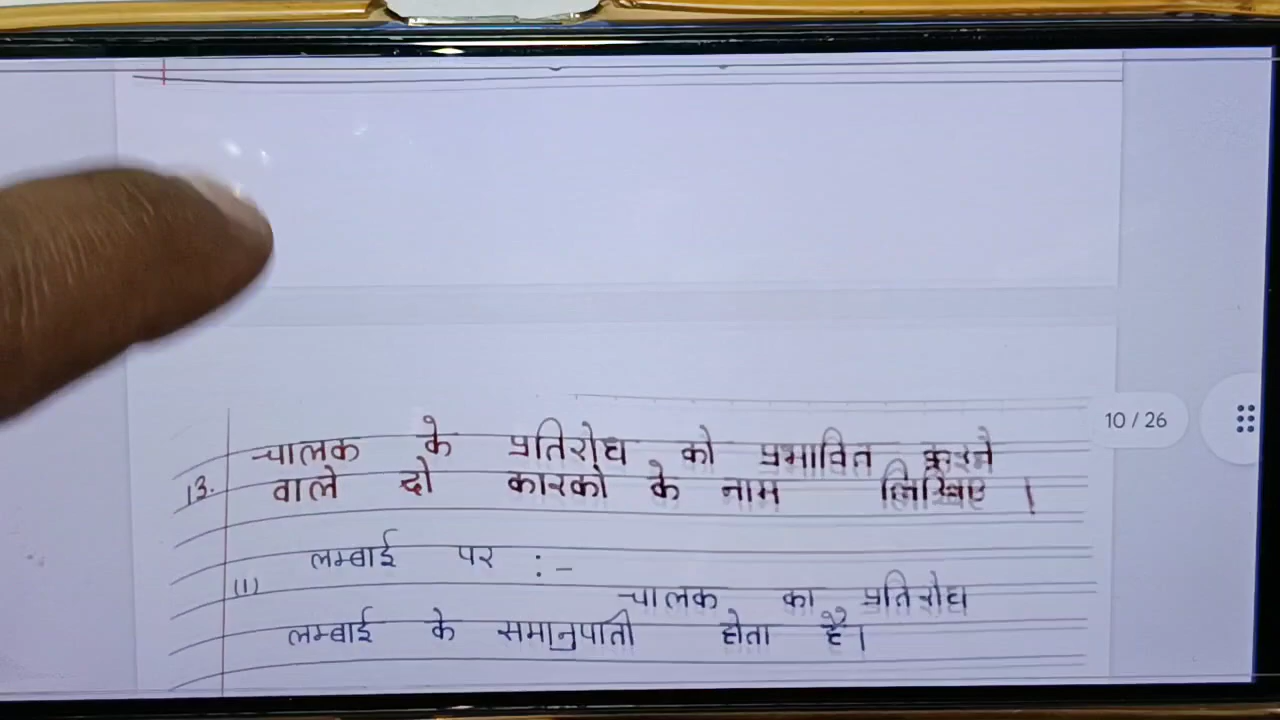 10 / 26
13. चालक के प्रतिरोध को प्रभावित करने
वाले दो कारको के नाम लिखिए ।
(1) लम्बाई पर :-
चालक का प्रतिरोध
लम्बाई के समानुपाती होता है।